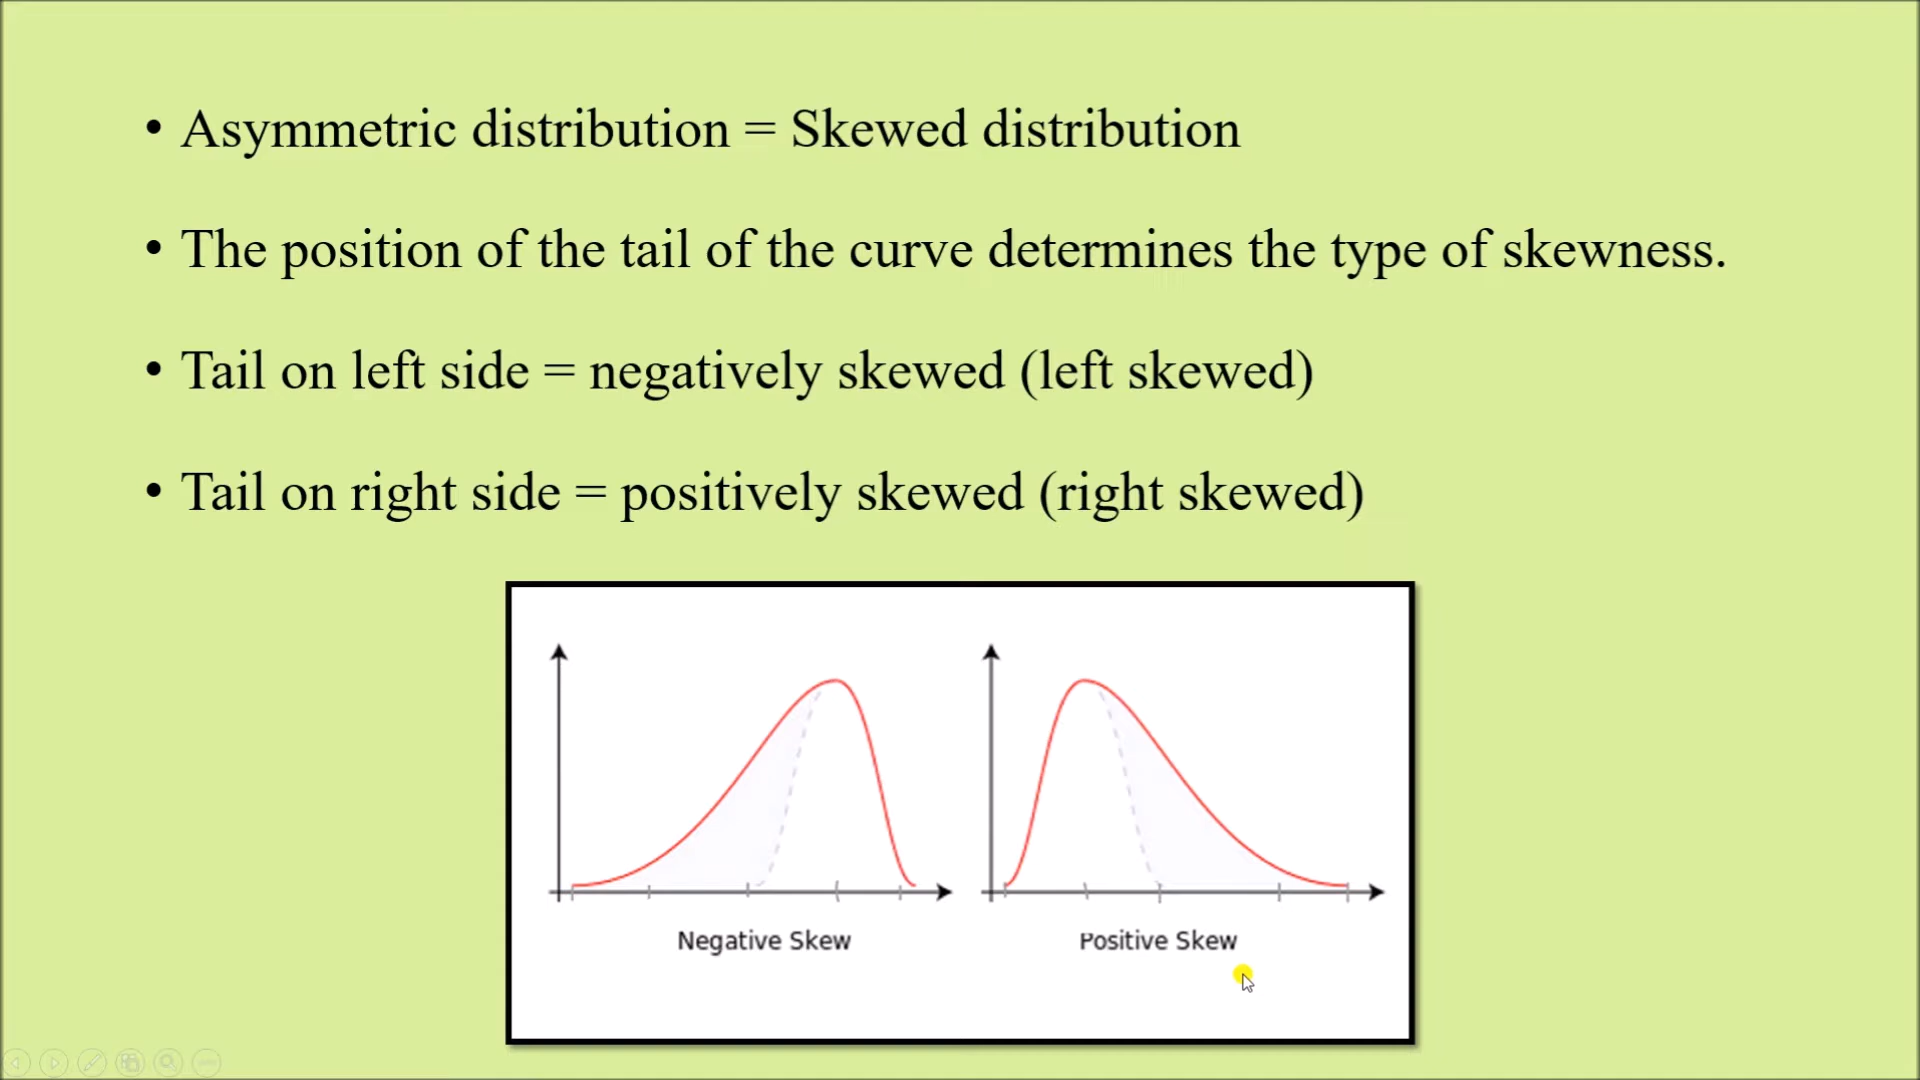 • Asymmetric distribution = Skewed distribution
• The position of the tail of the curve determines the type of skewness.
• Tail on left side = negatively skewed (left skewed)
• Tail on right side = positively skewed (right skewed)
Negative Skew
Positive Skew